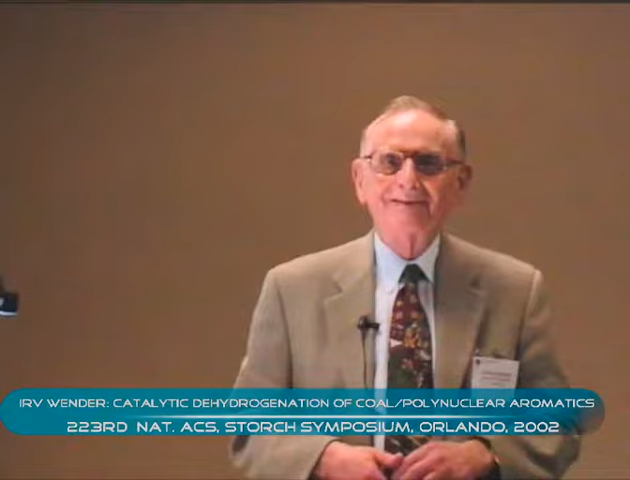 IRV WENDER: CATALYTIC DEHYDROGENATION OF COAL/POLYNUCLEAR AROMATICS
223RD NAT. ACS, STORCH SYMPOSIUM, ORLANDO, 2002